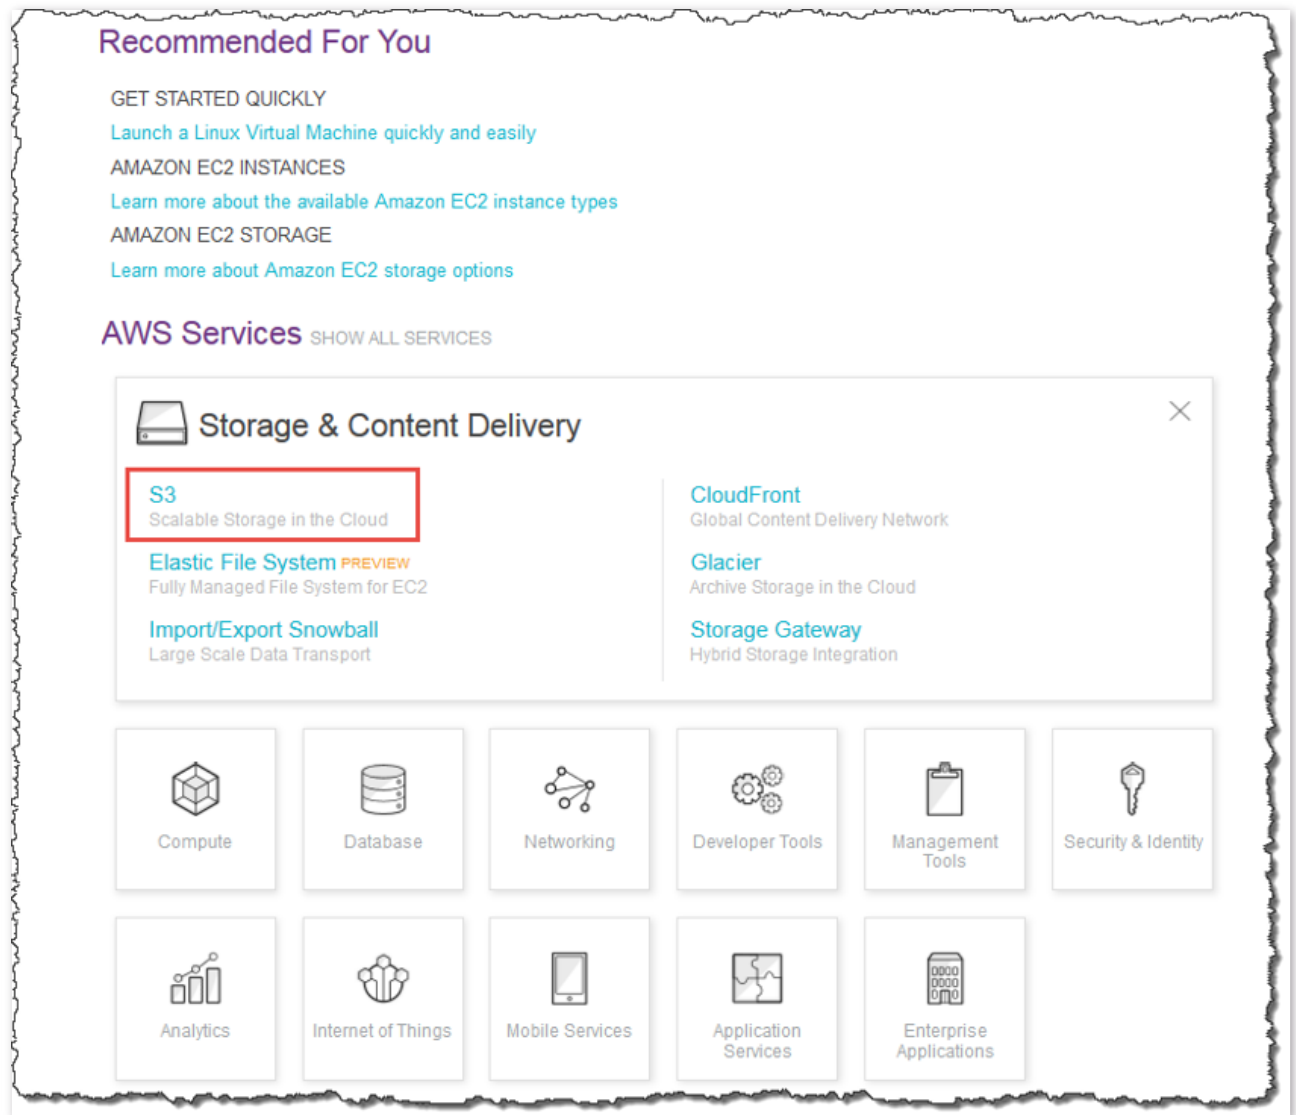 Recommended For You
GET STARTED QUICKLY
Launch a Linux Virtual Machine quickly and easily
AMAZON EC2 INSTANCES
Learn more about the available Amazon EC2 instance types
AMAZON EC2 STORAGE
Learn more about Amazon EC2 storage options
AWS Services SHOW ALL SERVICES
Storage & Content Delivery
S3
Scalable Storage in the Cloud
Elastic File System PREVIEW
Fully Managed File System for EC2
Import/Export Snowball
Large Scale Data Transport
CloudFront
Global Content Delivery Network
Glacier
Archive Storage in the Cloud
Storage Gateway
Hybrid Storage Integration
Compute
Database
Networking
Developer Tools
Management
Tools
Security & Identity
Analytics
Internet of Things
Mobile Services
Application
Services
Enterprise
Applications